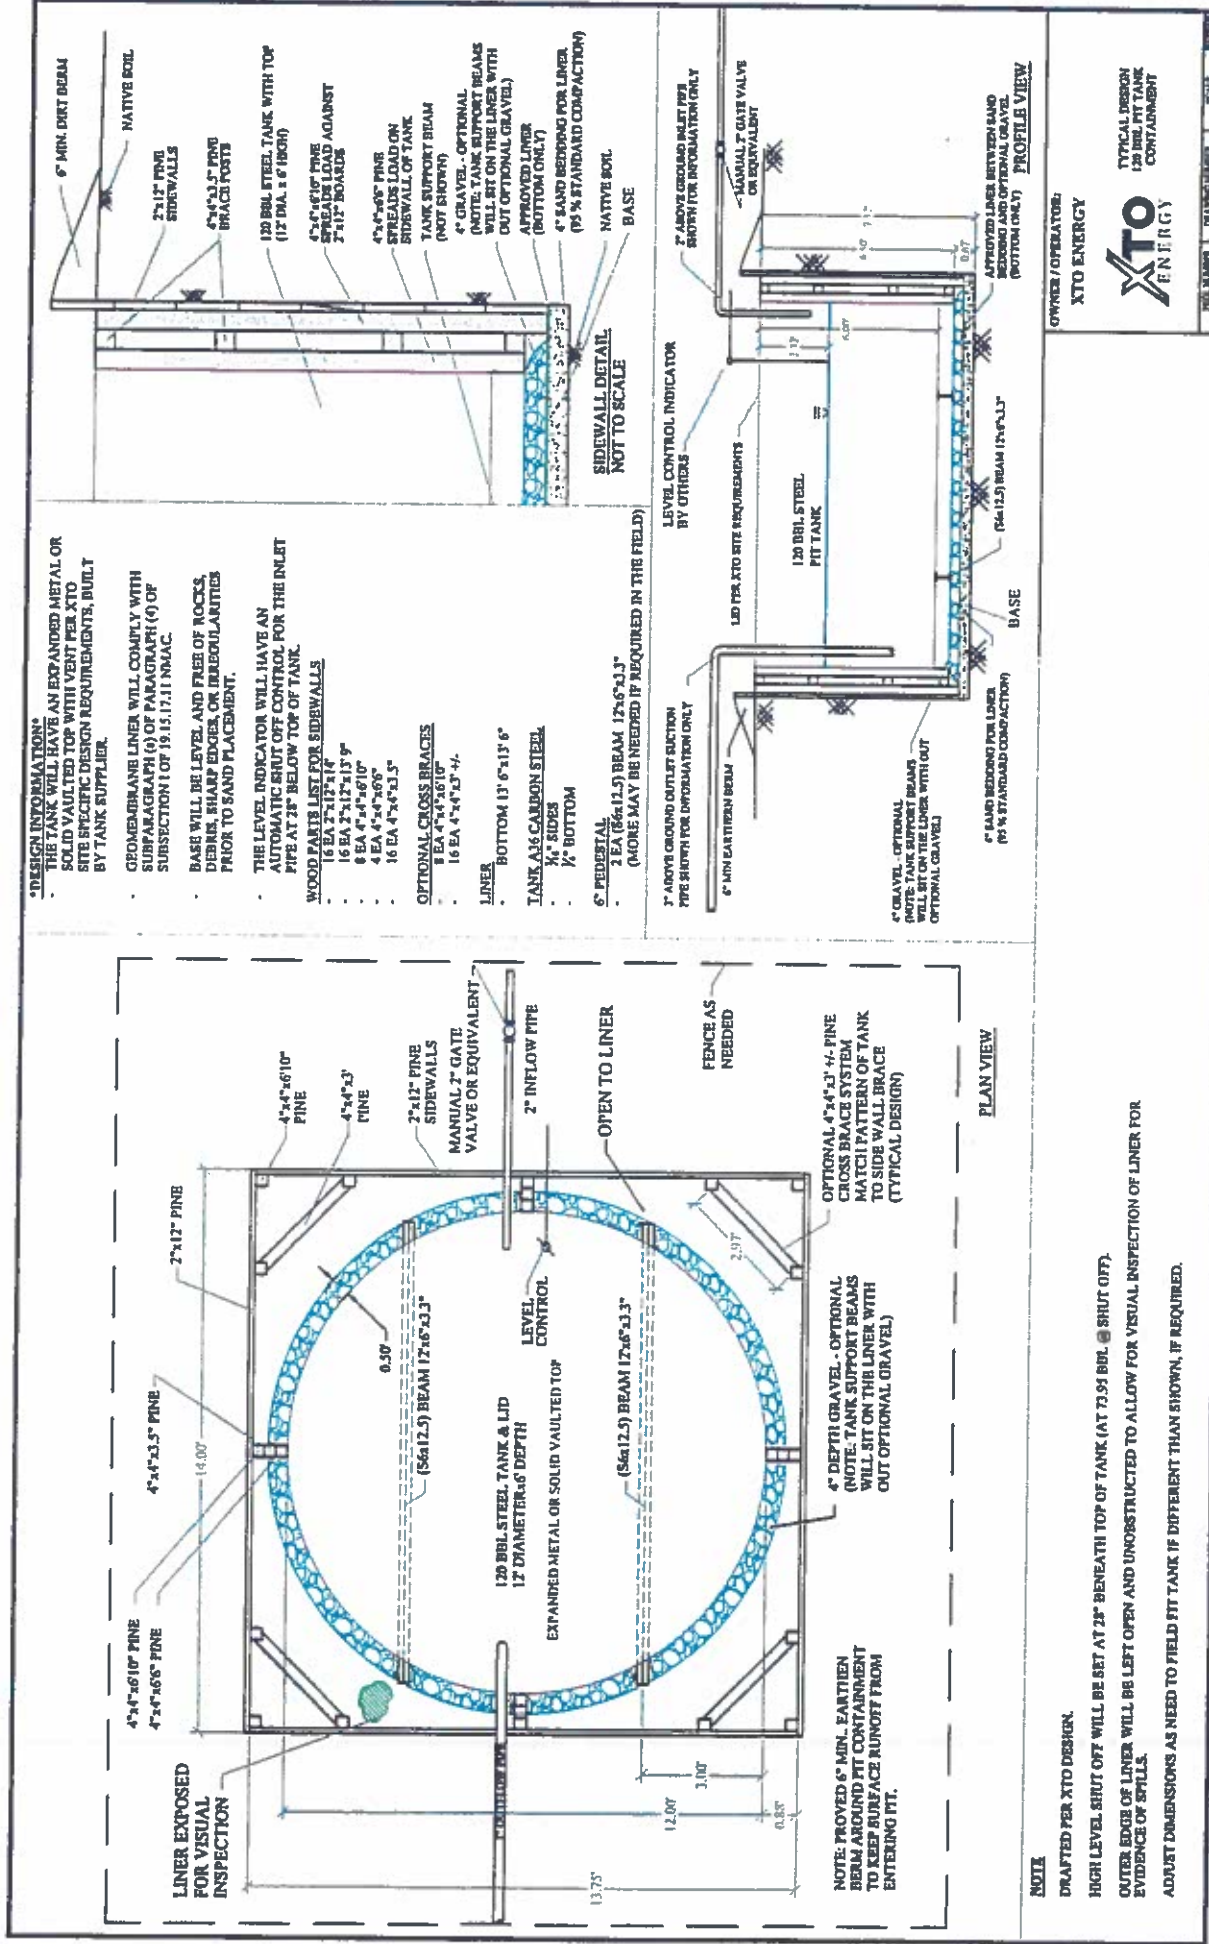 *DESIGN INFORMATION*
- THE TANK WILL HAVE AN EXPANDED METAL OR
SOLID VAULTED TOP WITH VENT PER XTO
SITE SPECIFIC DESIGN REQUIREMENTS, BUILT
BY TANK SUPPLIER.
- GEOMEMBRANE LINER WILL COMPLY WITH
SUBPARAGRAPH (a) OF PARAGRAPH (4) OF
SUBSECTION I OF 19.15.17.11 NMAC.
- BASE WILL BE LEVEL AND FREE OF ROCKS,
DEBRIS, SHARP EDGES, OR IRREGULARITIES
PRIOR TO SAND PLACEMENT.
- THE LEVEL INDICATOR WILL HAVE AN
AUTOMATIC SHUT OFF CONTROL FOR THE INLET
PIPE AT 28" BELOW TOP OF TANK.
WOOD PARTS LIST FOR SIDEWALLS
- 16 EA 2"x12"x14'
- 16 EA 2"x12"x13'9"
- 8 EA 4"x4"x6'10"
- 4 EA 4"x4"x6'6"
- 16 EA 4"x4"x3.5"
OPTIONAL CROSS BRACES
- 8 EA 4"x4"x6'10"
- 16 EA 4"x4"x3' +/-
LINER
- BOTTOM 13' 6"x13' 6"
TANK A36 CARBON STEEL
- SIDES
- ¼" BOTTOM
6" PEDESTAL
- 2 EA (S6x12.5) BEAM 12'x6"x3.3"
(MORE MAY BE NEEDED IF REQUIRED IN THE FIELD)
6" MIN. DIRT BERM
NATIVE SOIL
2"x12" PINE
SIDEWALLS
4"x4"x3.5" PINE
BRACE POSTS
120 BBL STEEL TANK WITH TOP
(12' DIA. x 6' HIGH)
4"x4"x6'10" PINE
SPREADS LOAD AGAINST
2"x12" BOARDS
4"x4"x6'6" PINE
SPREADS LOAD ON
SIDEWALL OF TANK
TANK SUPPORT BEAM
(NOT SHOWN)
4" GRAVEL - OPTIONAL
(NOTE: TANK SUPPORT BEAMS
WILL SIT ON THE LINER WITH
OUT OPTIONAL GRAVEL)
APPROVED LINER
(BOTTOM ONLY)
4" SAND BEDDING FOR LINER
(95 % STANDARD COMPACTION)
NATIVE SOIL
BASE
SIDEWALL DETAIL
NOT TO SCALE
4"x4"x6'10" PINE
4"x4"x6'6" PINE
4"x4"x3.5" PINE
2"x12" PINE
4"x4"x6'10"
PINE
4"x4"x3'
PINE
2"x12" PINE
SIDEWALLS
MANUAL 2" GATE
VALVE OR EQUIVALENT
2" INFLOW PIPE
OPEN TO LINER
FENCE AS
NEEDED
LINER EXPOSED
FOR VISUAL
INSPECTION
14.00'
0.50'
(S6x12.5) BEAM 12'x6"x3.3"
LEVEL
CONTROL
120 BBL STEEL TANK & LID
12' DIAMETERx6' DEPTH
EXPANDED METAL OR SOLID VAULTED TOP
(S6x12.5) BEAM 12'x6"x3.3"
2.97'
OPTIONAL 4"x4"x3' +/- PINE
CROSS BRACE SYSTEM
MATCH PATTERN OF TANK
TO SIDE WALL BRACE
(TYPICAL DESIGN)
4" DEPTH GRAVEL - OPTIONAL
(NOTE: TANK SUPPORT BEAMS
WILL SIT ON THE LINER WITH
OUT OPTIONAL GRAVEL)
3.00'
12.00'
0.88'
13.75'
NOTE: PROVED 6" MIN.. EARTHEN
BERM AROUND PIT CONTAINMENT
TO KEEP SURFACE RUNOFF FROM
ENTERING PIT.
PLAN VIEW
LEVEL CONTROL INDICATOR
BY OTHERS
2" ABOVE GROUND INLET PIPE
SHOWN FOR INFORMATION ONLY
MANUAL 2" GATE VALVE
OR EQUIVALENT
LID PER XTO SITE REQUIREMENTS
3" ABOVE GROUND OUTLET SUCTION
PIPE SHOWN FOR INFORMATION ONLY
6" MIN EARTHERN BERM
120 BBL STEEL
PIT TANK
6.00'
0.67'
4" GRAVEL - OPTIONAL
(NOTE: TANK SUPPORT BEAMS
WILL SIT ON THE LINER WITH OUT
OPTIONAL GRAVEL)
SAND BEDDING FOR LINER
(95 % STANDARD COMPACTION)
BASE
(S6x12.5) BEAM 12'x6"x3.3"
APPROVED LINER BETWEEN SAND
BEDDING AND OPTIONAL GRAVEL
(BOTTOM ONLY)
PROFILE VIEW
NOTE
DRAFTED PER XTO DESIGN.
HIGH LEVEL SHUT OFF WILL BE SET AT 28" BENEATH TOP OF TANK (AT 73.95 BBL @ SHUT OFF).
OUTER EDGE OF LINER WILL BE LEFT OPEN AND UNOBSTRUCTED TO ALLOW FOR VISUAL INSPECTION OF LINER FOR
EVIDENCE OF SPILLS.
ADJUST DIMENSIONS AS NEED TO FIELD FIT TANK IF DIFFERENT THAN SHOWN, IF REQUIRED.
OWNER / OPERATOR:
XTO ENERGY
XTO
ENERGY
TYPICAL DESIGN
120 BBL PIT TANK
CONTAINMENT